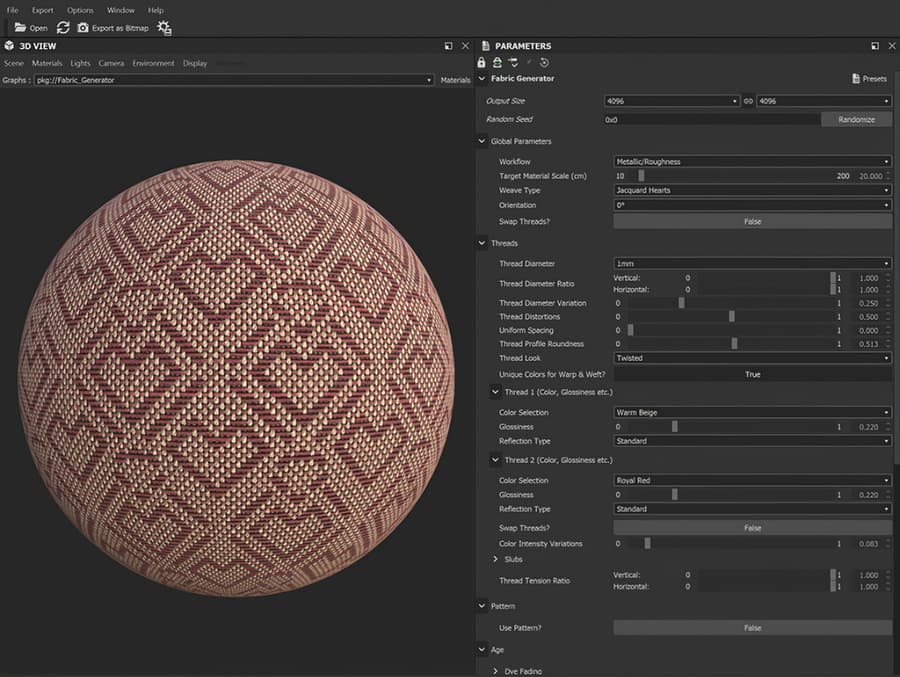 File Export Options Window Help
Open Export as Bitmap
3D VIEW
Scene Materials Lights Camera Environment Display
Graphs : pkg://Fabric_Generator Materials
PARAMETERS
Fabric Generator Presets
Output Size 4096 4096
Random Seed 0x0 Randomize
Global Parameters
Workflow Metallic/Roughness
Target Material Scale (cm) 10 200 20.000
Weave Type Jacquard Hearts
Orientation 0°
Swap Threads? False
Threads
Thread Diameter 1mm
Thread Diameter Ratio
Vertical: 0 1 1.000
Horizontal: 0 1 1.000
Thread Diameter Variation 0 1 0.250
Thread Distortions 0 1 0.500
Uniform Spacing 0 1 0.000
Thread Profile Roundness 0 1 0.513
Thread Look Twisted
Unique Colors for Warp & Weft? True
Thread 1 (Color, Glossiness etc.)
Color Selection Warm Beige
Glossiness 0 1 0.220
Reflection Type Standard
Thread 2 (Color, Glossiness etc.)
Color Selection Royal Red
Glossiness 0 1 0.220
Reflection Type Standard
Swap Threads? False
Color Intensity Variations 0 1 0.083
Slubs
Thread Tension Ratio
Vertical: 0 1 1.000
Horizontal: 0 1 1.000
Pattern
Use Pattern? False
Age
Dye Fading